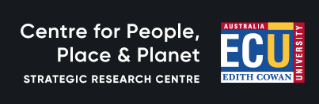 Centre for People,
Place & Planet
STRATEGIC RESEARCH CENTRE
AUSTRALIA
ECU
EDITH COWAN
UNIVERSITY